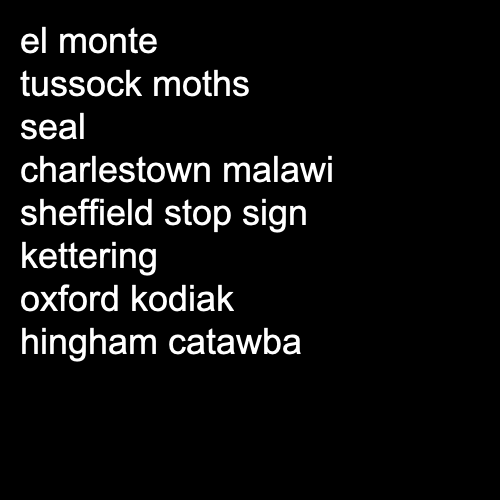 el monte
tussock moths
seal
charlestown malawi
sheffield stop sign
kettering
oxford kodiak
hingham catawba